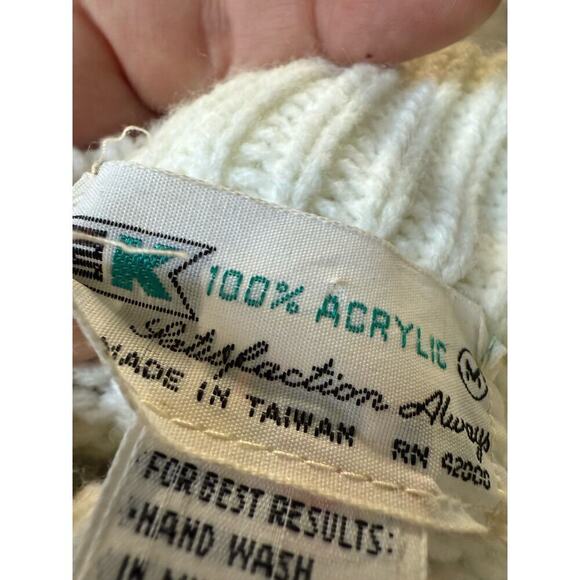 K 100% ACRYLIC M
Satisfaction Always
MADE IN TAIWAN RN 42000
FOR BEST RESULTS:
HAND WASH